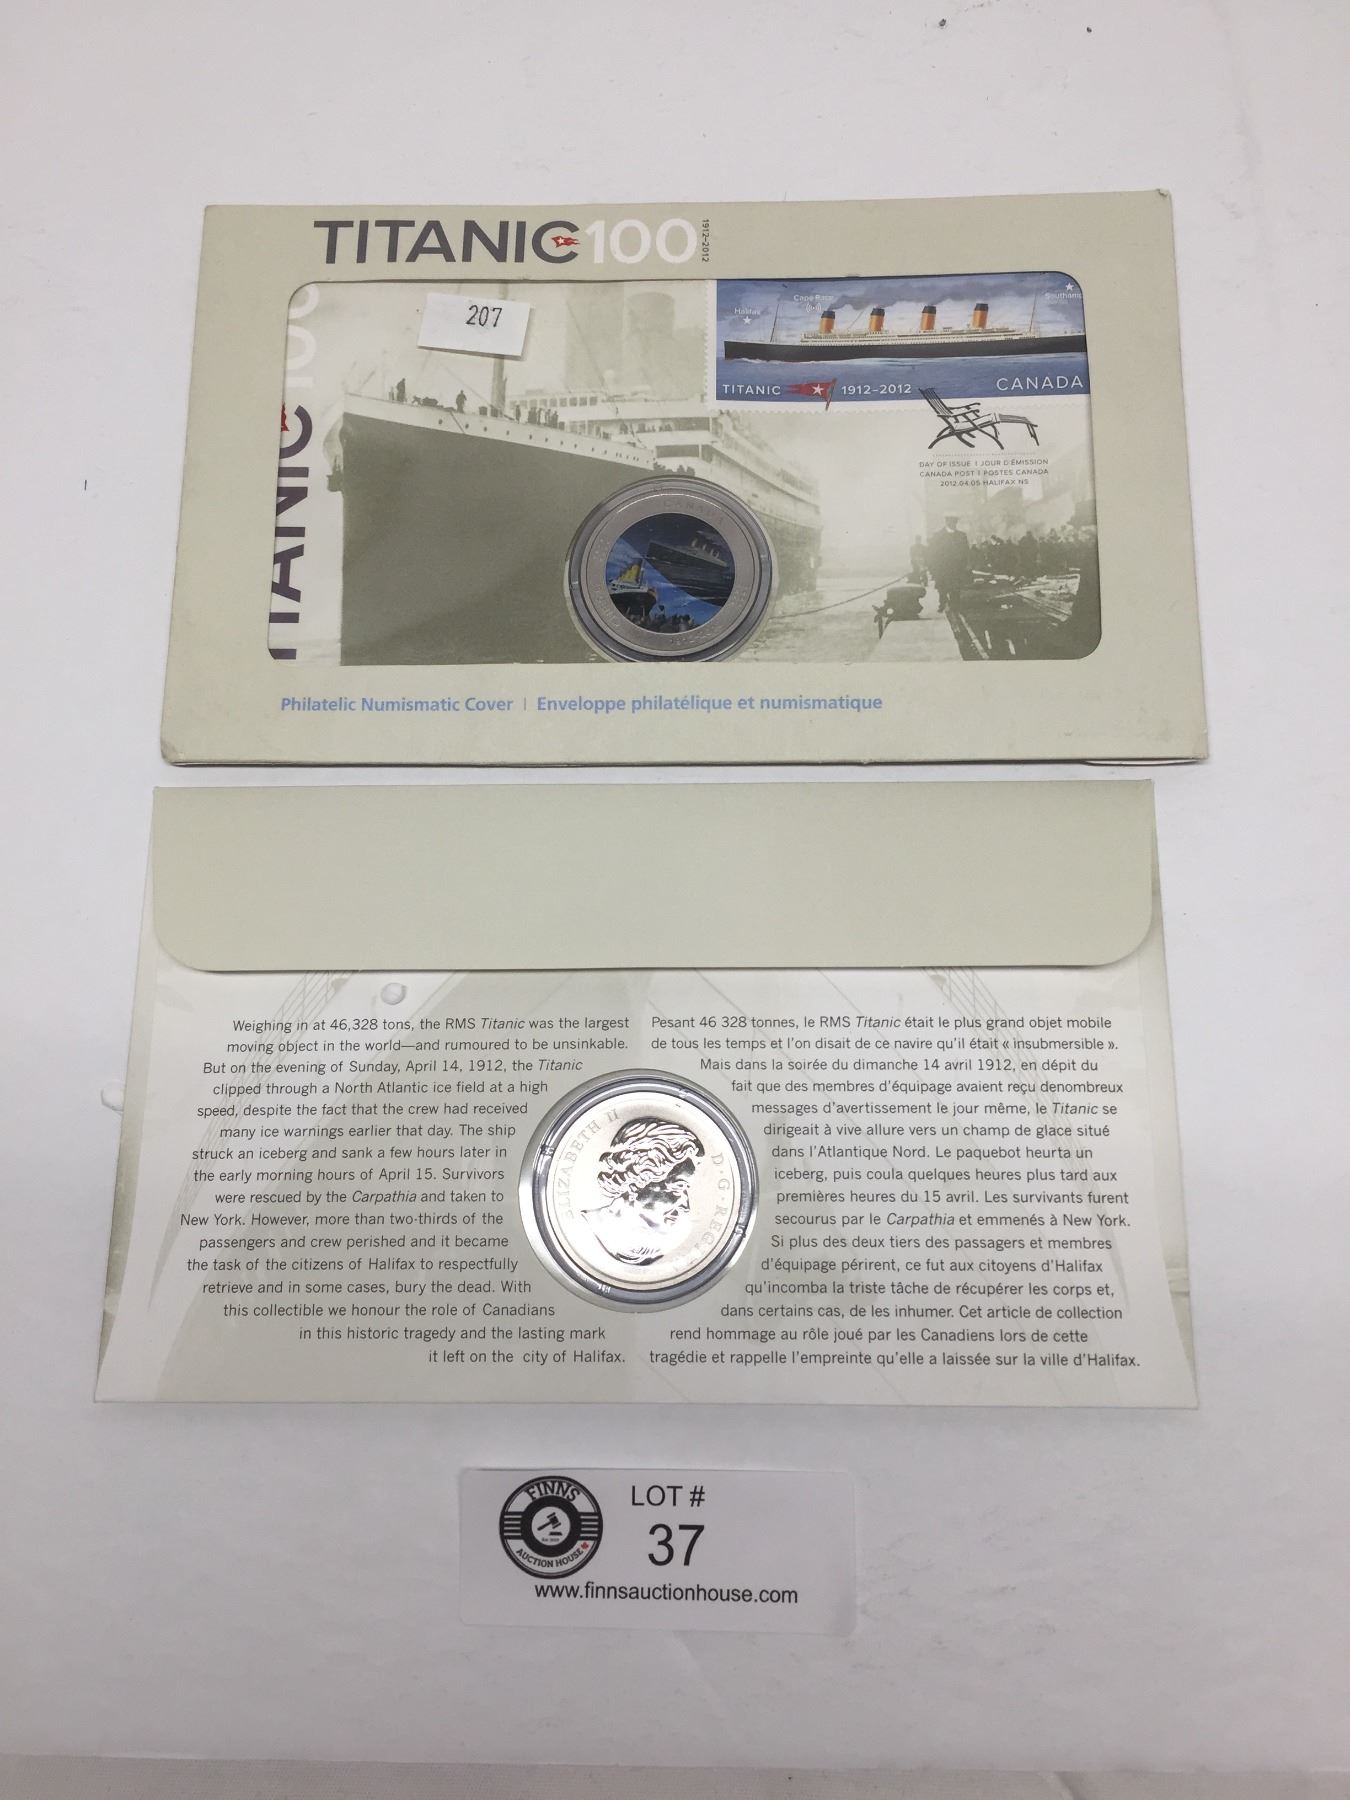 TITANIC100 1912-2012
TITANIC100
207
Cape Race
Halifax
Southam
TITANIC 1912-2012 CANADA
DAY OF ISSUE | JOUR D'ÉMISSION
CANADA POST | POSTES CANADA
2012.04.05 HALIFAX NS
CANADA
Philatelic Numismatic Cover | Enveloppe philatélique et numismatique
Weighing in at 46,328 tons, the RMS Titanic was the largest
moving object in the world—and rumoured to be unsinkable.
But on the evening of Sunday, April 14, 1912, the Titanic
clipped through a North Atlantic ice field at a high
speed, despite the fact that the crew had received
many ice warnings earlier that day. The ship
struck an iceberg and sank a few hours later in
the early morning hours of April 15. Survivors
were rescued by the Carpathia and taken to
New York. However, more than two-thirds of the
passengers and crew perished and it became
the task of the citizens of Halifax to respectfully
retrieve and in some cases, bury the dead. With
this collectible we honour the role of Canadians
in this historic tragedy and the lasting mark
it left on the city of Halifax.
Pesant 46 328 tonnes, le RMS Titanic était le plus grand objet mobile
de tous les temps et l'on disait de ce navire qu'il était « insubmersible ».
Mais dans la soirée du dimanche 14 avril 1912, en dépit du
fait que des membres d'équipage avaient reçu denombreux
messages d'avertissement le jour même, le Titanic se
dirigeait à vive allure vers un champ de glace situé
dans l'Atlantique Nord. Le paquebot heurta un
iceberg, puis coula quelques heures plus tard aux
premières heures du 15 avril. Les survivants furent
secourus par le Carpathia et emmenés à New York.
Si plus des deux tiers des passagers et membres
d'équipage périrent, ce fut aux citoyens d'Halifax
qu'incomba la triste tâche de récupérer les corps et,
dans certains cas, de les inhumer. Cet article de collection
rend hommage au rôle joué par les Canadiens lors de cette
tragédie et rappelle l'empreinte qu'elle a laissée sur la ville d'Halifax.
ELIZABETH II D·G·REGINA
FINNS
AUCTION HOUSE
LOT #
37
www.finnsauctionhouse.com